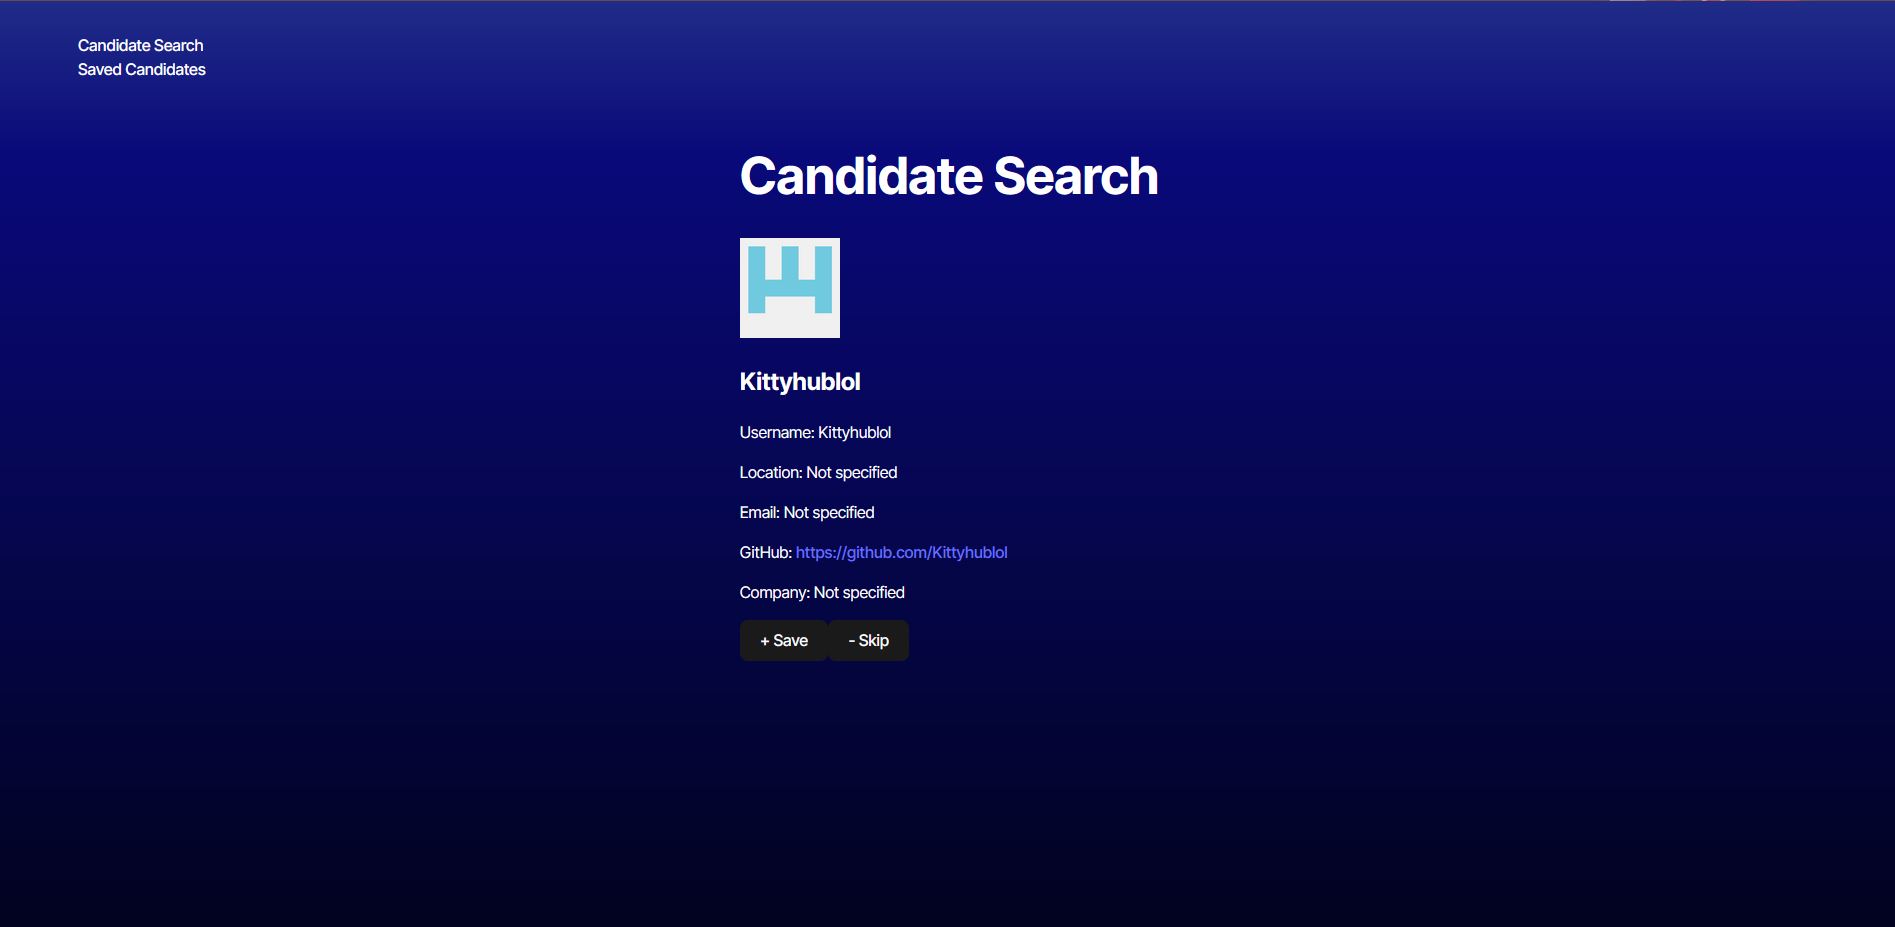 Candidate Search
Saved Candidates
Candidate Search
Kittyhublol
Username: Kittyhublol
Location: Not specified
Email: Not specified
GitHub: https://github.com/Kittyhublol
Company: Not specified
+ Save - Skip